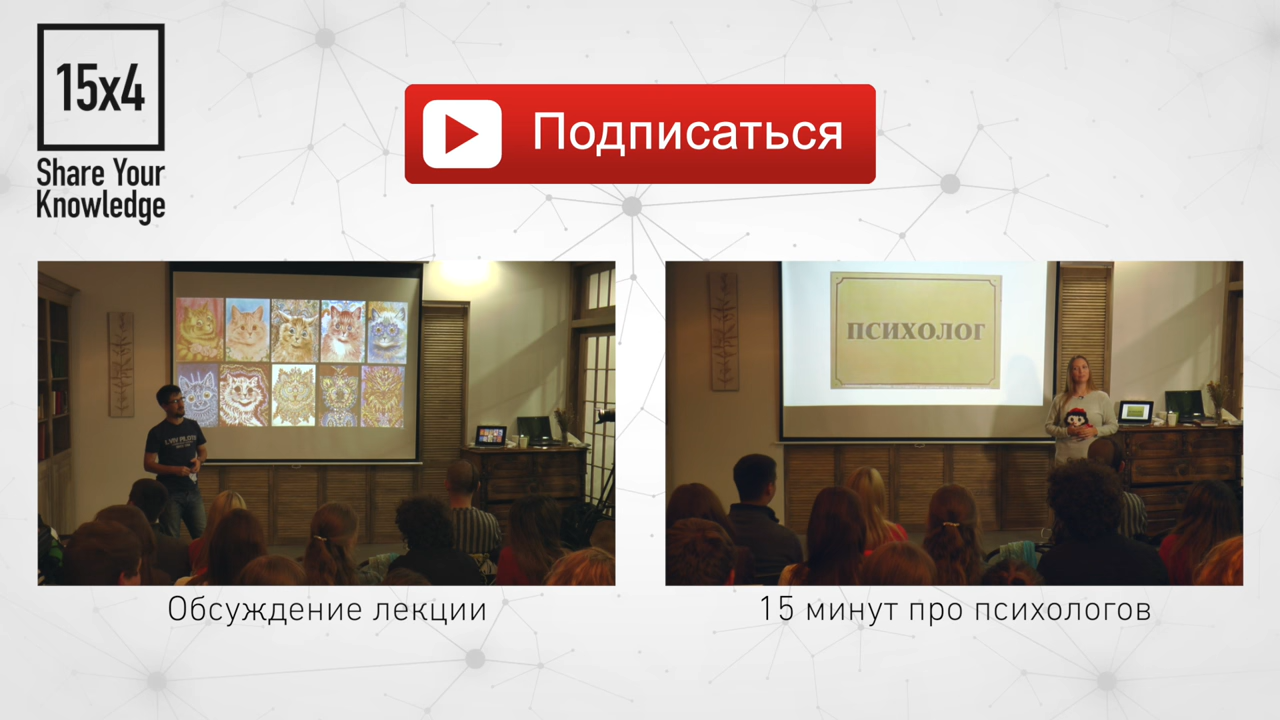 15x4
Share Your
Knowledge
Подписаться
ПСИХОЛОГ
Обсуждение лекции
15 минут про психологов